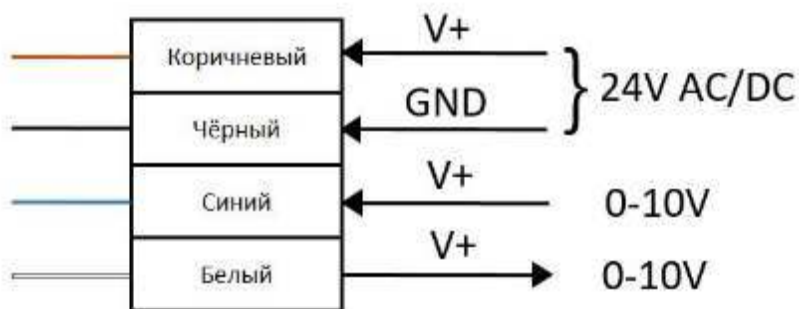 Коричневый
V+
24V AC/DC
Чёрный
GND
Синий
V+
0-10V
Белый
V+
0-10V